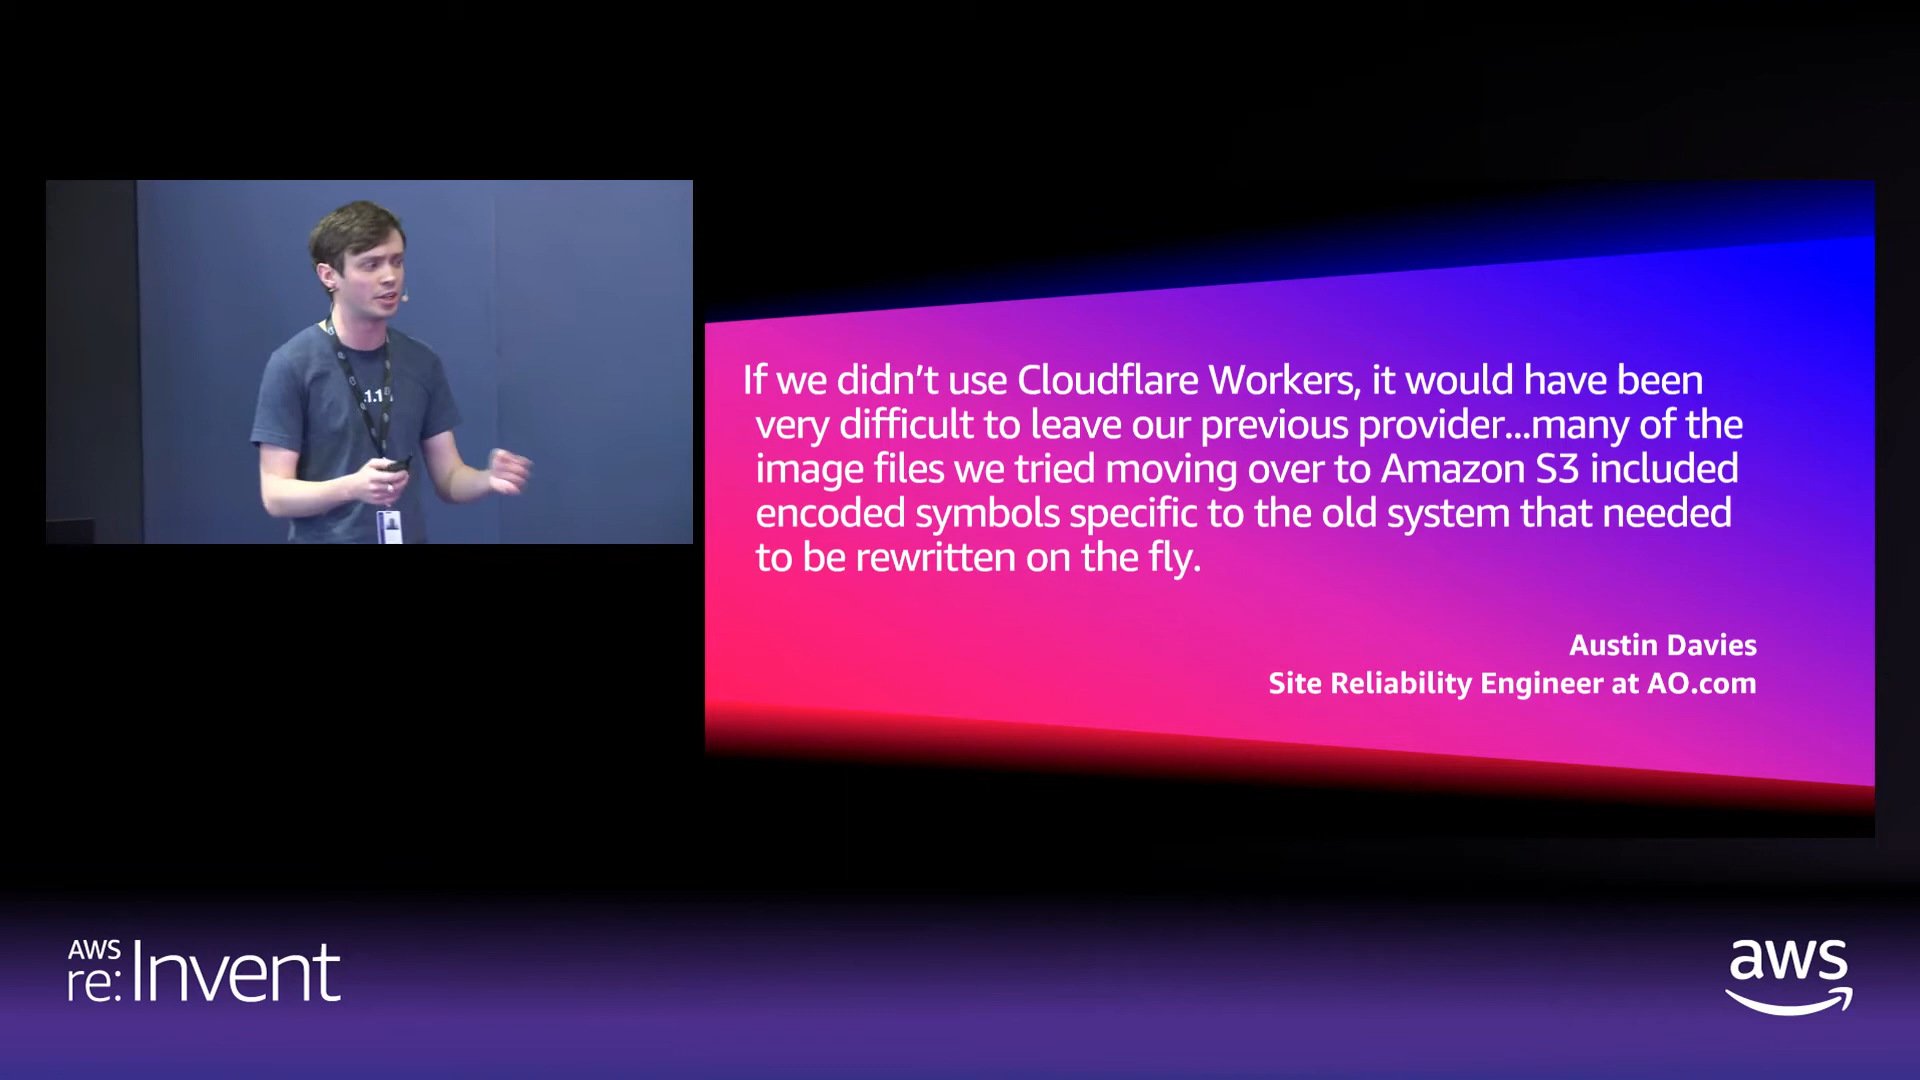 .1.1
If we didn't use Cloudflare Workers, it would have been
very difficult to leave our previous provider...many of the
image files we tried moving over to Amazon S3 included
encoded symbols specific to the old system that needed
to be rewritten on the fly.
Austin Davies
Site Reliability Engineer at AO.com
AWS
re:Invent
aws